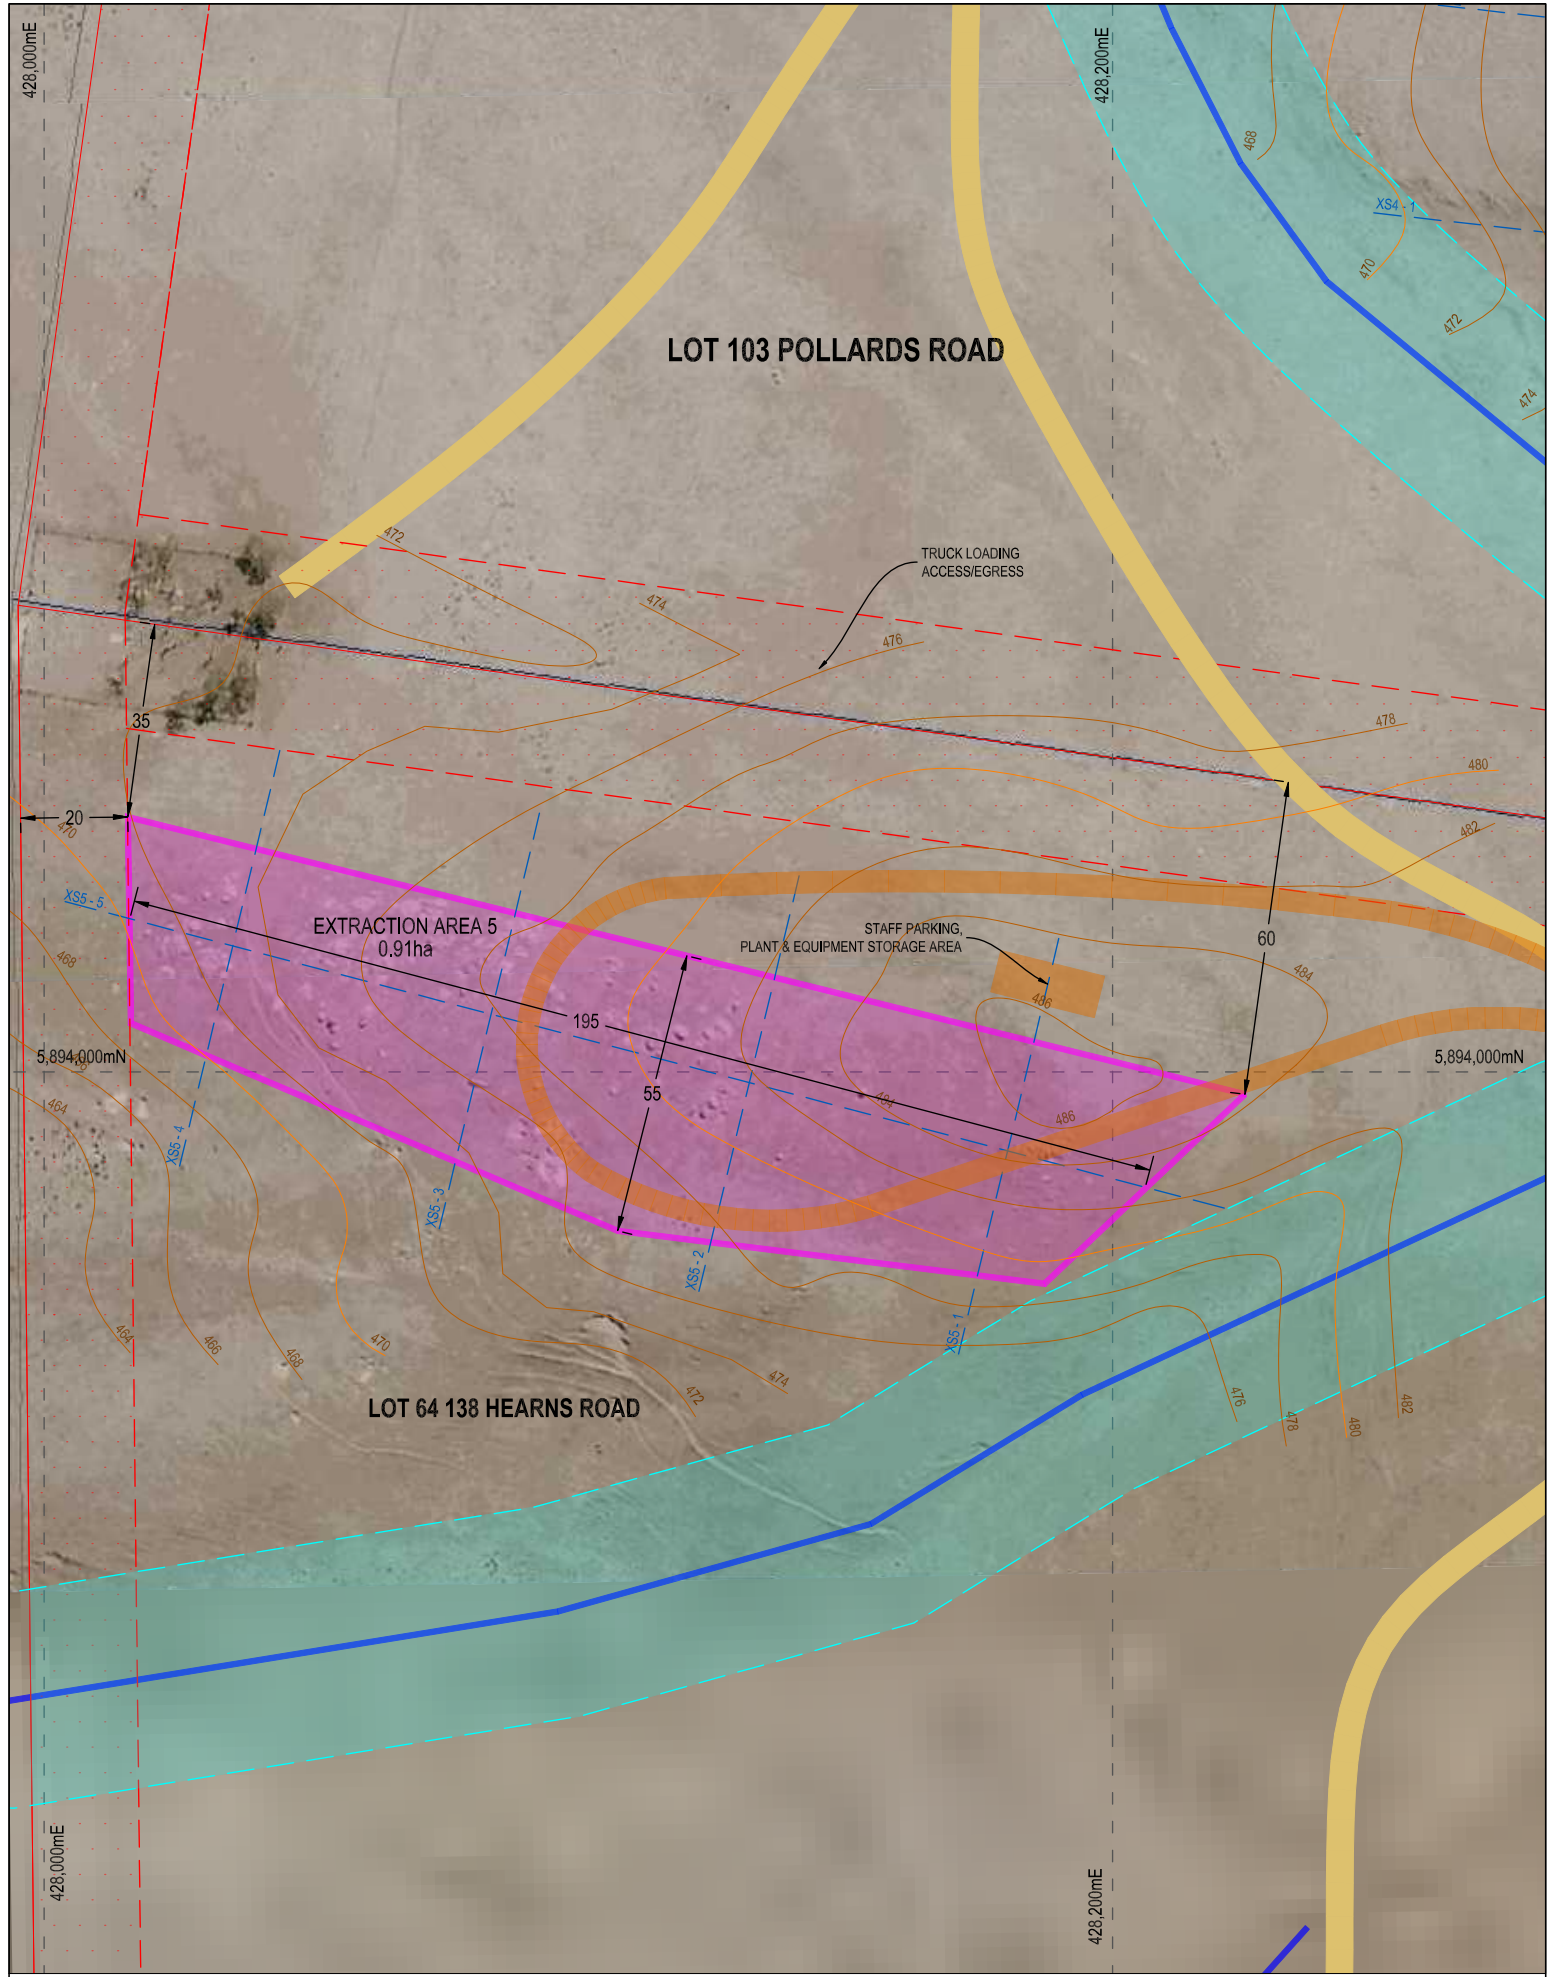 428,000mE
428,200mE
468
XS4 - 1
470
472
474
LOT 103 POLLARDS ROAD
472
TRUCK LOADING
ACCESS/EGRESS
474
476
35
478
480
20
470
482
XS5 - 5
EXTRACTION AREA 5
0.91ha
STAFF PARKING,
PLANT & EQUIPMENT STORAGE AREA
60
468
484
486
195
5,894,000mN
5,894,000mN
466
55
484
464
486
XS5 - 4
XS5 - 3
XS5 - 2
XS5 - 1
464
466
468
470
474
472
476
478
480
482
LOT 64 138 HEARNS ROAD
428,000mE
428,200mE